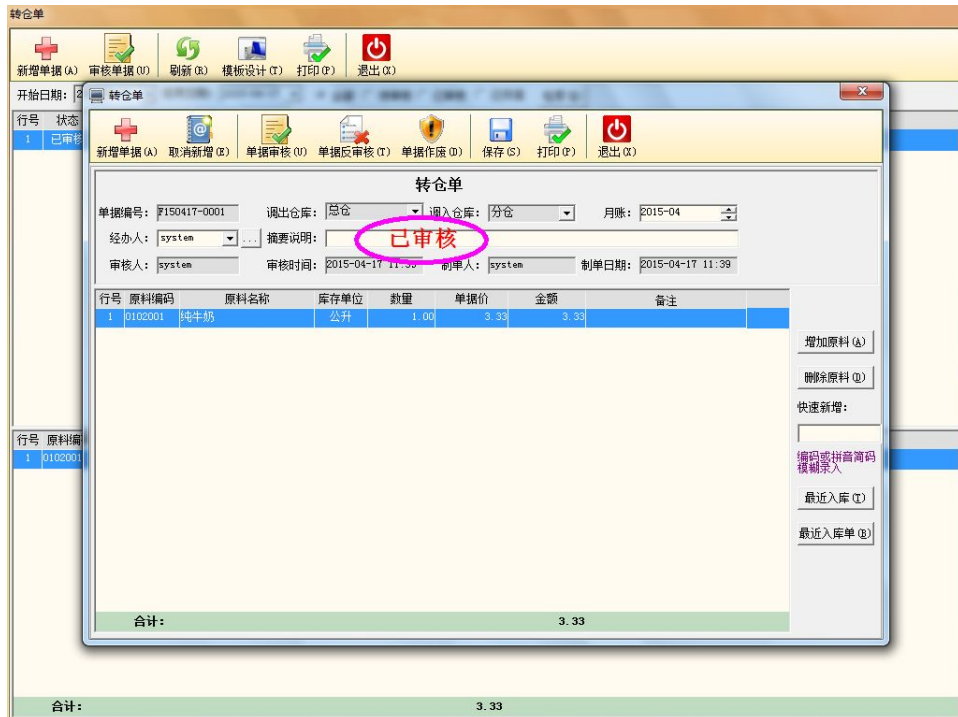 转仓单
新增单据(A) 审核单据(U) 刷新(R) 模板设计(T) 打印(P) 退出(X)
开始日期: 2
转仓单
行号 状态
1 已审核
新增单据(A) 取消新增(E) 单据审核(U) 单据反审核(T) 单据作废(D) 保存(S) 打印(P) 退出(X)
转仓单
单据编号: F150417-0001 调出仓库: 总仓 调入仓库: 分仓 月账: 2015-04
经办人: system ... 摘要说明:
已审核
审核人: system 审核时间: 2015-04-17 11:39 制单人: system 制单日期: 2015-04-17 11:39
行号 原料编码 原料名称 库存单位 数量 单据价 金额 备注
1 0102001 纯牛奶 公升 1.00 3.33 3.33
增加原料(A)
删除原料(D)
快速新增:
编码或拼音简码
模糊录入
最近入库(I)
最近入库单(B)
合计: 3.33
行号 原料编
1 0102001
合计: 3.33